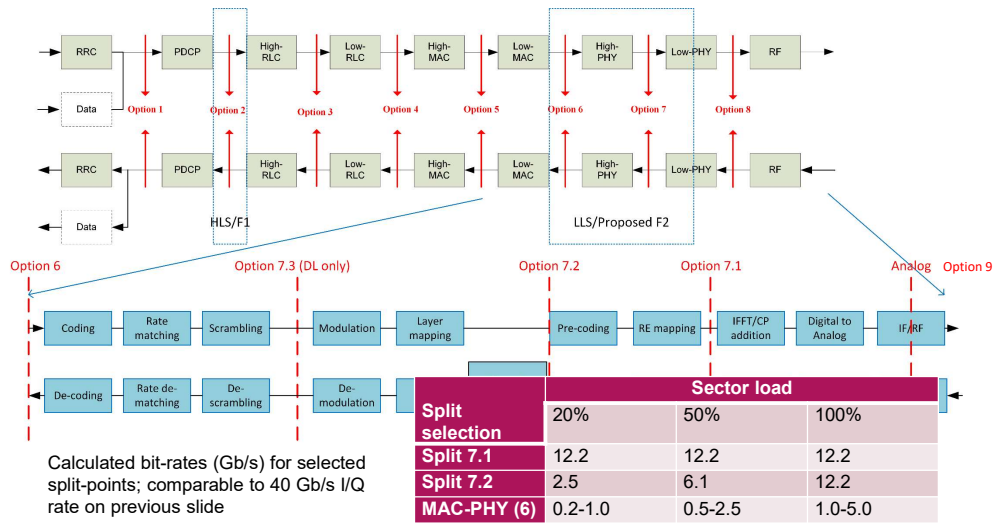 RRC
PDCP
High-
RLC
Low-
RLC
High-
MAC
Low-
MAC
High-
PHY
Low-PHY
RF
Data
Option 1
Option 2
Option 3
Option 4
Option 5
Option 6
Option 7
Option 8
RRC
PDCP
High-
RLC
Low-
RLC
High-
MAC
Low-
MAC
High-
PHY
Low-PHY
RF
Data
HLS/F1
LLS/Proposed F2
Option 6
Option 7.3 (DL only)
Option 7.2
Option 7.1
Analog
Option 9
Coding
Rate
matching
Scrambling
Modulation
Layer
mapping
Pre-coding
RE mapping
IFFT/CP
addition
Digital to
Analog
IF/RF
De-coding
Rate de-
matching
De-
scrambling
De-
modulation
Split
selection
Sector load
20%
50%
100%
Split 7.1
12.2
12.2
12.2
Split 7.2
2.5
6.1
12.2
MAC-PHY (6)
0.2-1.0
0.5-2.5
1.0-5.0
Calculated bit-rates (Gb/s) for selected
split-points; comparable to 40 Gb/s I/Q
rate on previous slide